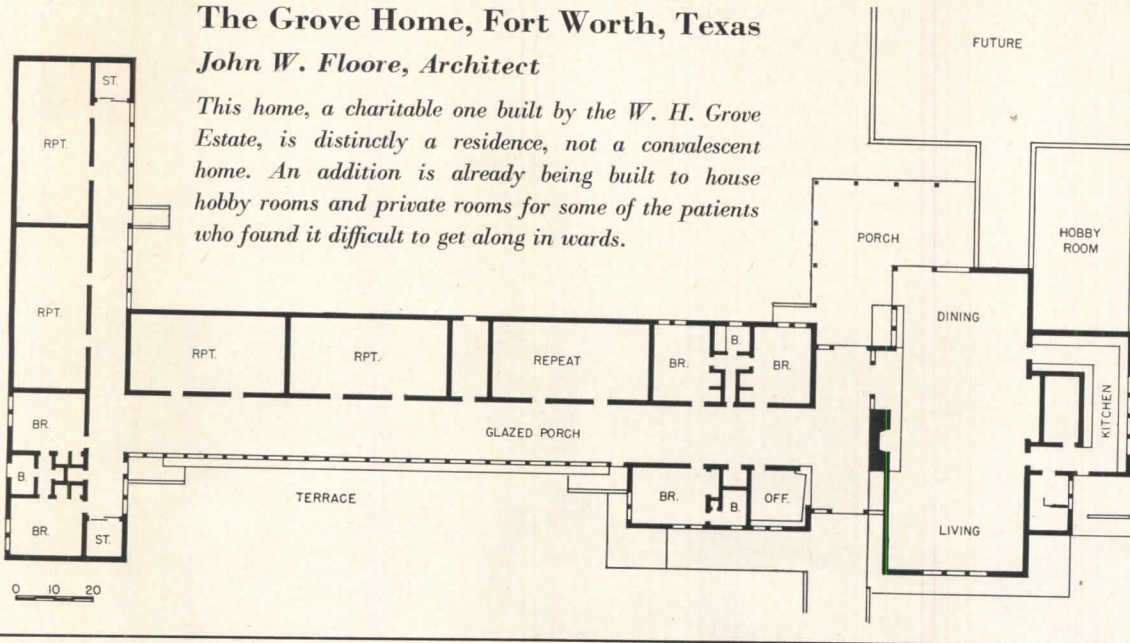 The Grove Home, Fort Worth, Texas
John W. Floore, Architect
This home, a charitable one built by the W. H. Grove
Estate, is distinctly a residence, not a convalescent
home. An addition is already being built to house
hobby rooms and private rooms for some of the patients
who found it difficult to get along in wards.
FUTURE
ST.
RPT.
PORCH
HOBBY
ROOM
RPT.
DINING
RPT.
RPT.
REPEAT
BR.
B.
BR.
KITCHEN
BR.
GLAZED PORCH
B.
TERRACE
BR.
B.
OFF.
BR.
ST.
LIVING
0 10 20